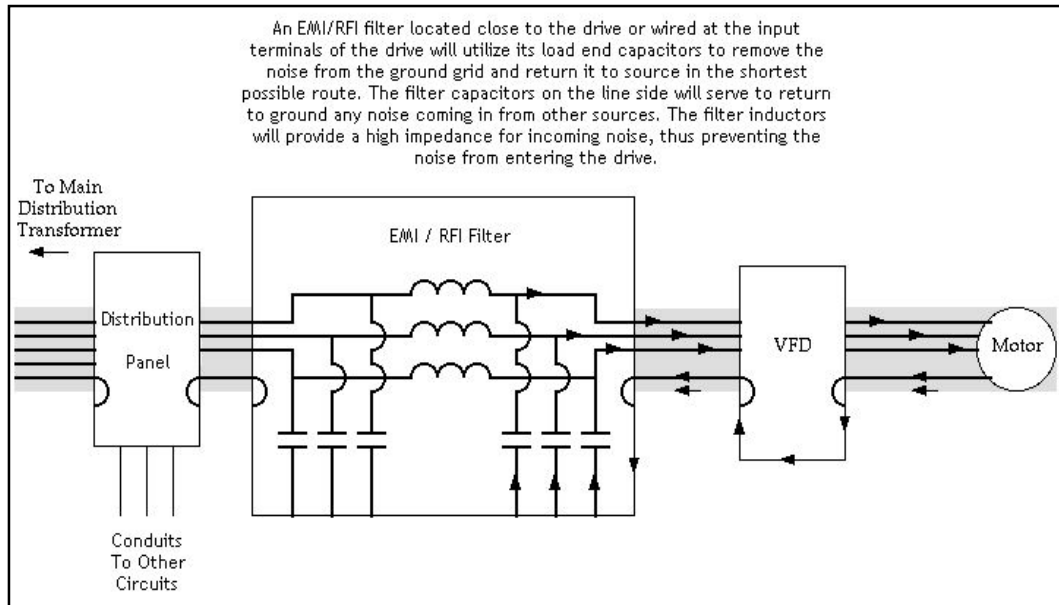 An EMI/RFI filter located close to the drive or wired at the input
terminals of the drive will utilize its load end capacitors to remove the
noise from the ground grid and return it to source in the shortest
possible route. The filter capacitors on the line side will serve to return
to ground any noise coming in from other sources. The filter inductors
will provide a high impedance for incoming noise, thus preventing the
noise from entering the drive.
To Main
Distribution
Transformer
EMI / RFI Filter
Distribution
Panel
VFD
Motor
Conduits
To Other
Circuits